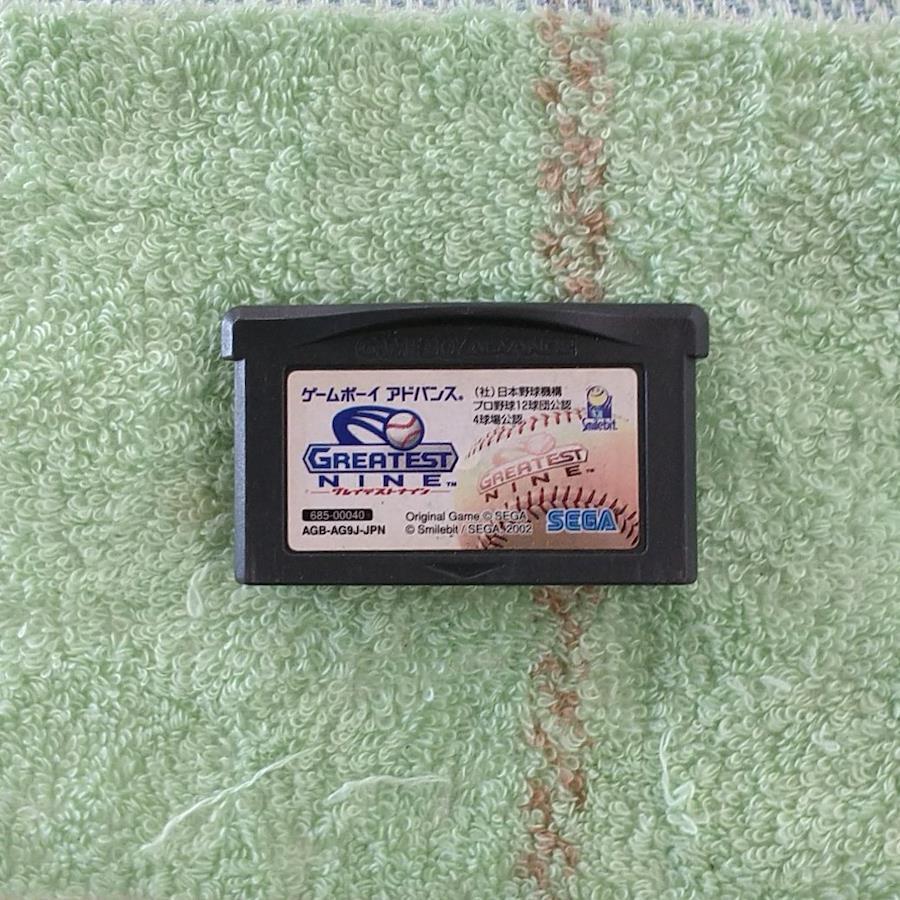 GAME BOY ADVANCE
ゲームボーイ アドバンス®
(社)日本野球機構
プロ野球12球団公認
4球場公認
Smilebit
GREATEST
NINE™
グレイテストナイン
GREATEST
NINE™
685-00040
AGB-AG9J-JPN
Original Game © SEGA
© Smilebit / SEGA, 2002
SEGA